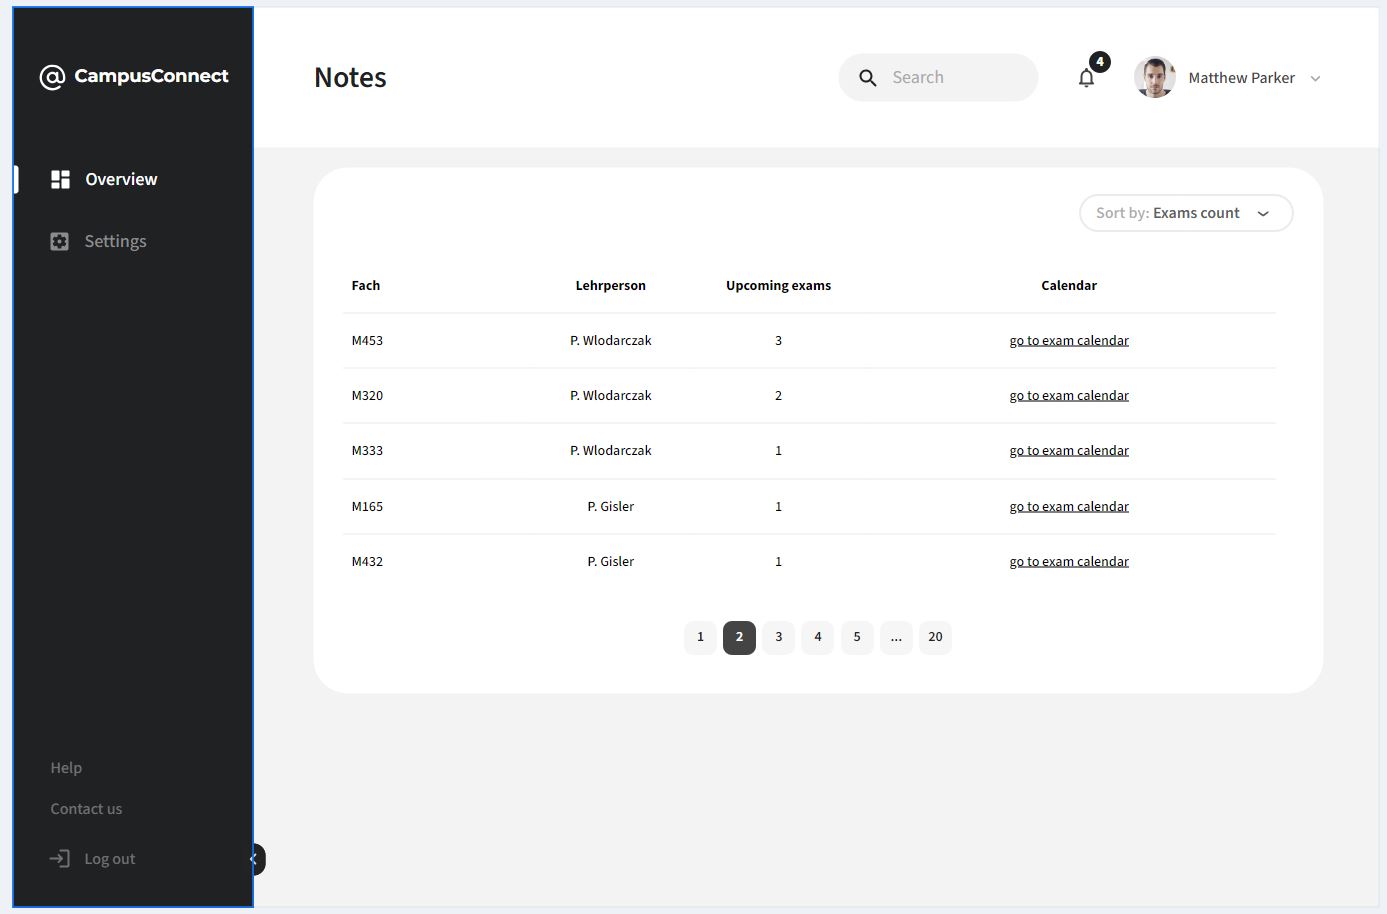 CampusConnect
Overview
Settings
Help
Contact us
Log out
Notes
Search
4
Matthew Parker
Sort by: Exams count
Fach Lehrperson Upcoming exams Calendar
M453 P. Wlodarczak 3 go to exam calendar
M320 P. Wlodarczak 2 go to exam calendar
M333 P. Wlodarczak 1 go to exam calendar
M165 P. Gisler 1 go to exam calendar
M432 P. Gisler 1 go to exam calendar
1 2 3 4 5 ... 20